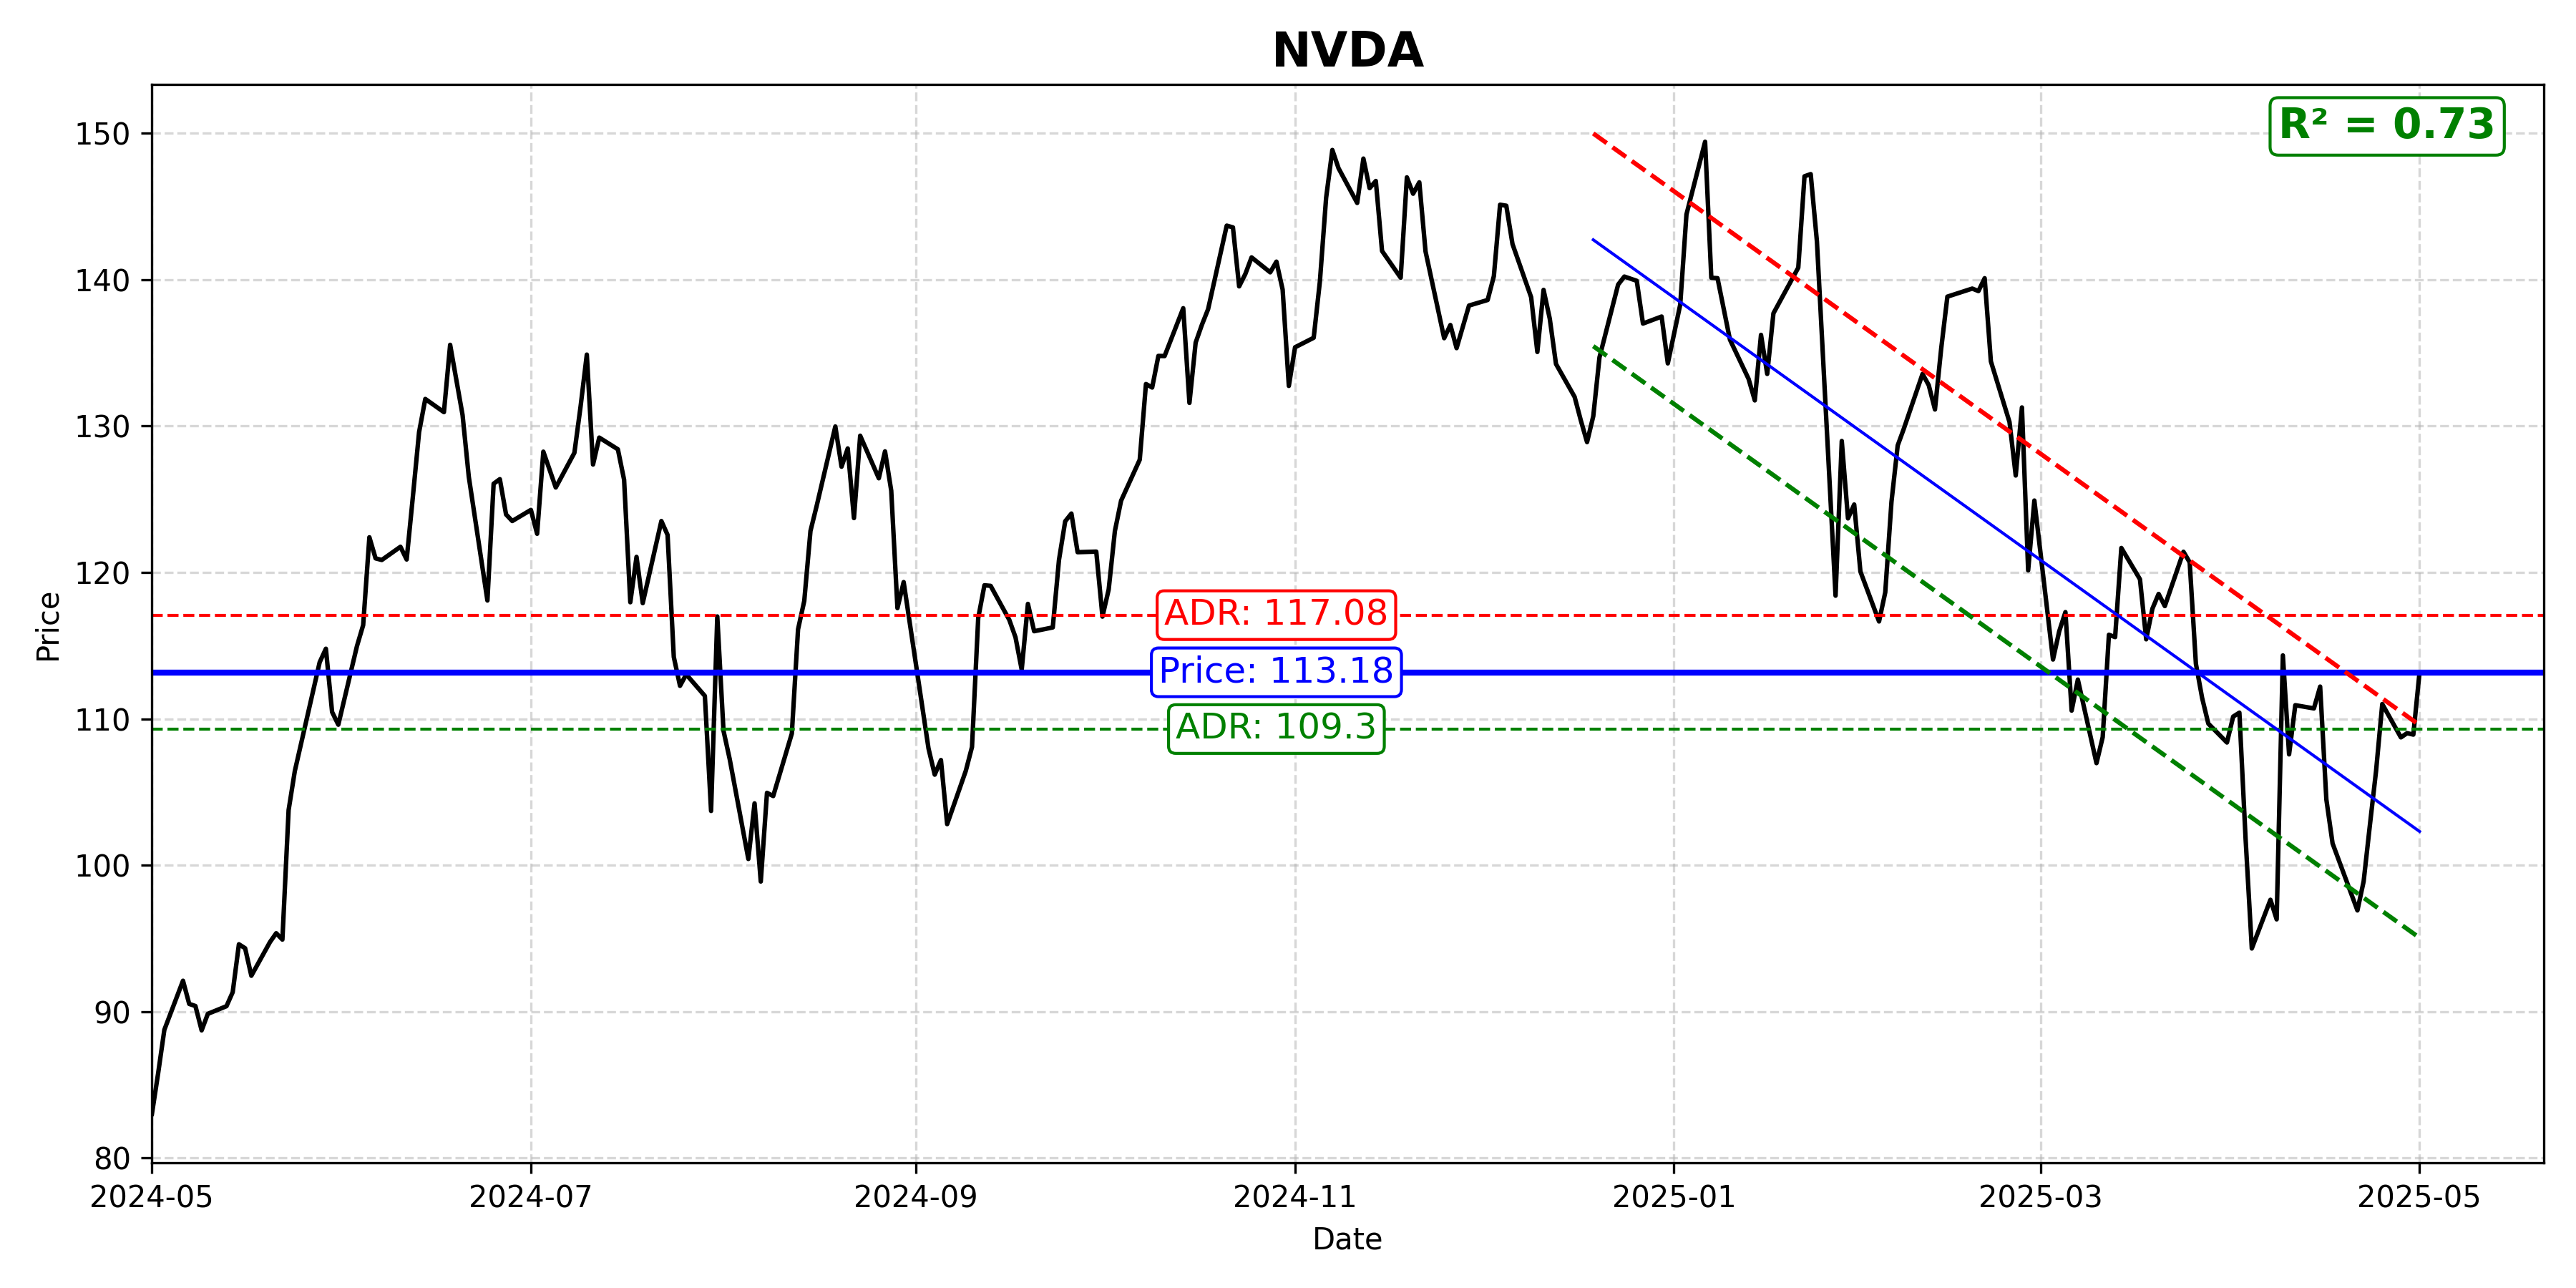 NVDA
R² = 0.73
150
140
130
120
110
100
90
80
Price
ADR: 117.08
Price: 113.18
ADR: 109.3
2024-05
2024-07
2024-09
2024-11
2025-01
2025-03
2025-05
Date